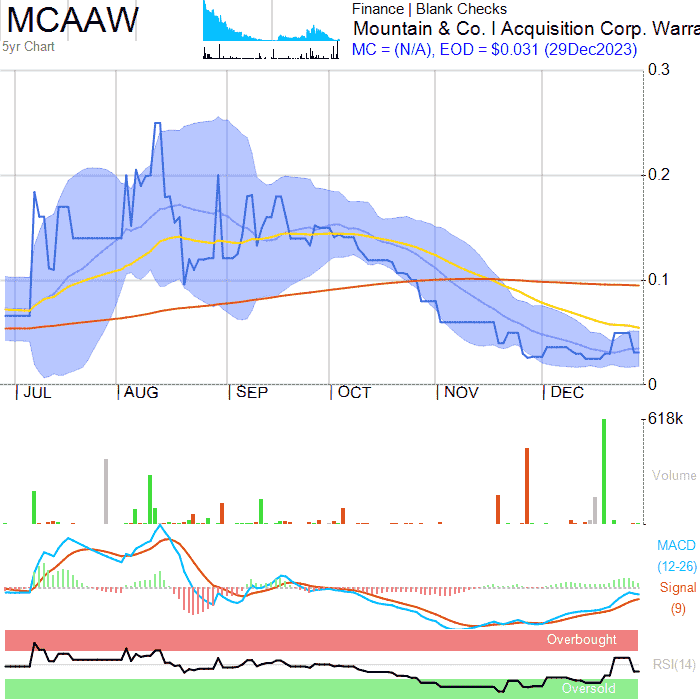 MCAAW
5yr Chart
Finance | Blank Checks
Mountain & Co. I Acquisition Corp. Warra
MC = (N/A), EOD = $0.031 (29Dec2023)
0.3
0.2
0.1
0
JUL AUG SEP OCT NOV DEC
618k
Volume
MACD
(12-26)
Signal
(9)
Overbought
RSI(14)
Oversold